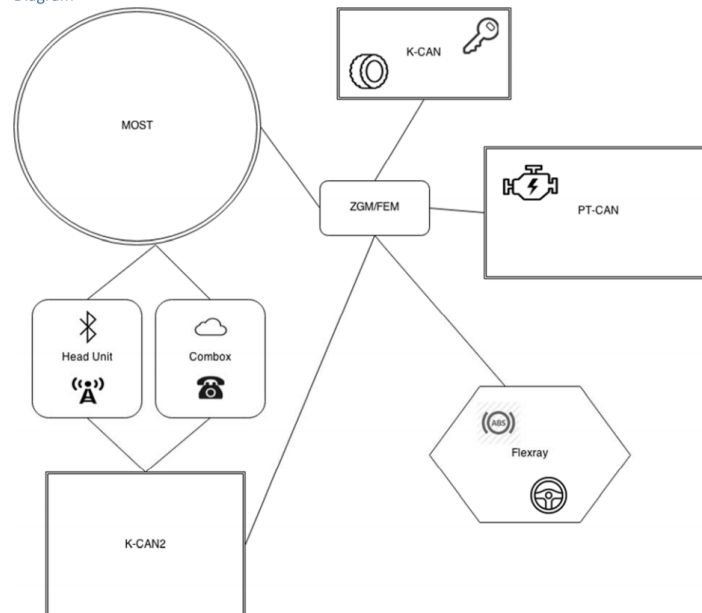 Diagram
K-CAN
MOST
ZGM/FEM
PT-CAN
Head Unit
Combox
ABS
Flexray
K-CAN2